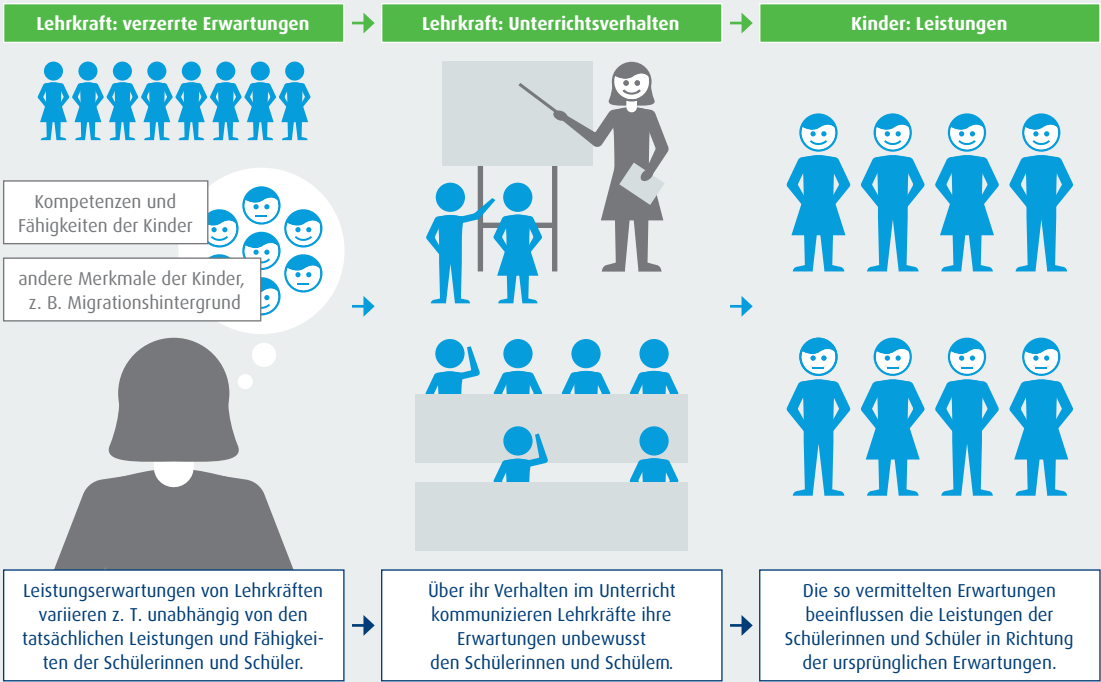 Lehrkraft: verzerrte Erwartungen
Lehrkraft: Unterrichtsverhalten
Kinder: Leistungen
Kompetenzen und
Fähigkeiten der Kinder
andere Merkmale der Kinder,
z. B. Migrationshintergrund
Leistungserwartungen von Lehrkräften
variieren z. T. unabhängig von den
tatsächlichen Leistungen und Fähigkei-
ten der Schülerinnen und Schüler.
Über ihr Verhalten im Unterricht
kommunizieren Lehrkräfte ihre
Erwartungen unbewusst
den Schülerinnen und Schülern.
Die so vermittelten Erwartungen
beeinflussen die Leistungen der
Schülerinnen und Schüler in Richtung
der ursprünglichen Erwartungen.